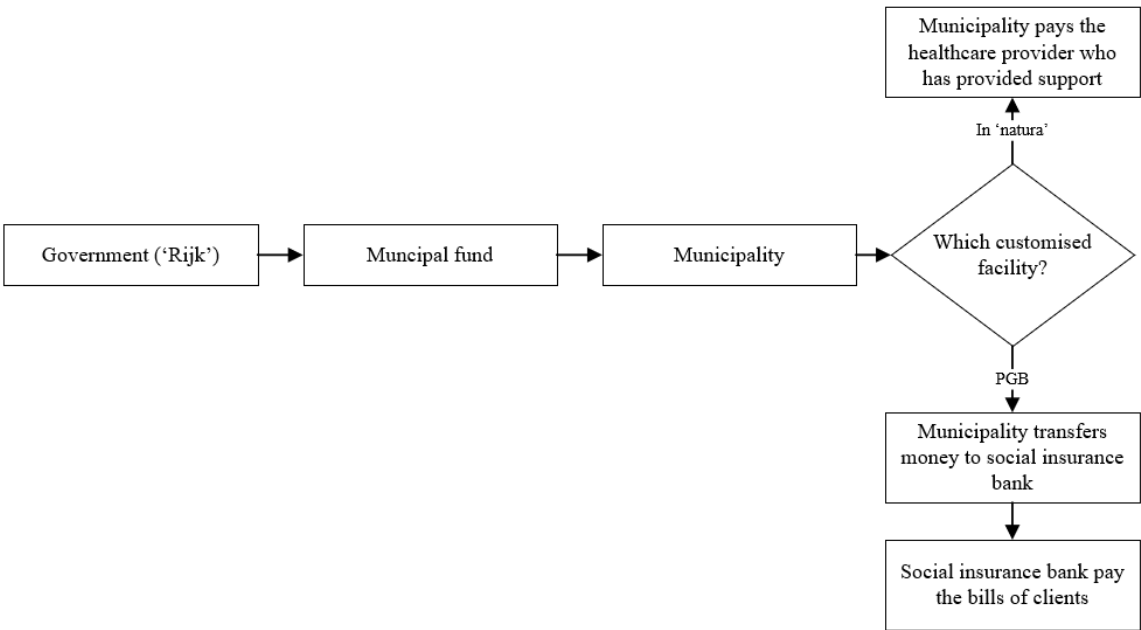 Municipality pays the
healthcare provider who
has provided support
In ‘natura’
Government (‘Rijk’)
Muncipal fund
Municipality
Which customised
facility?
PGB
Municipality transfers
money to social insurance
bank
Social insurance bank pay
the bills of clients